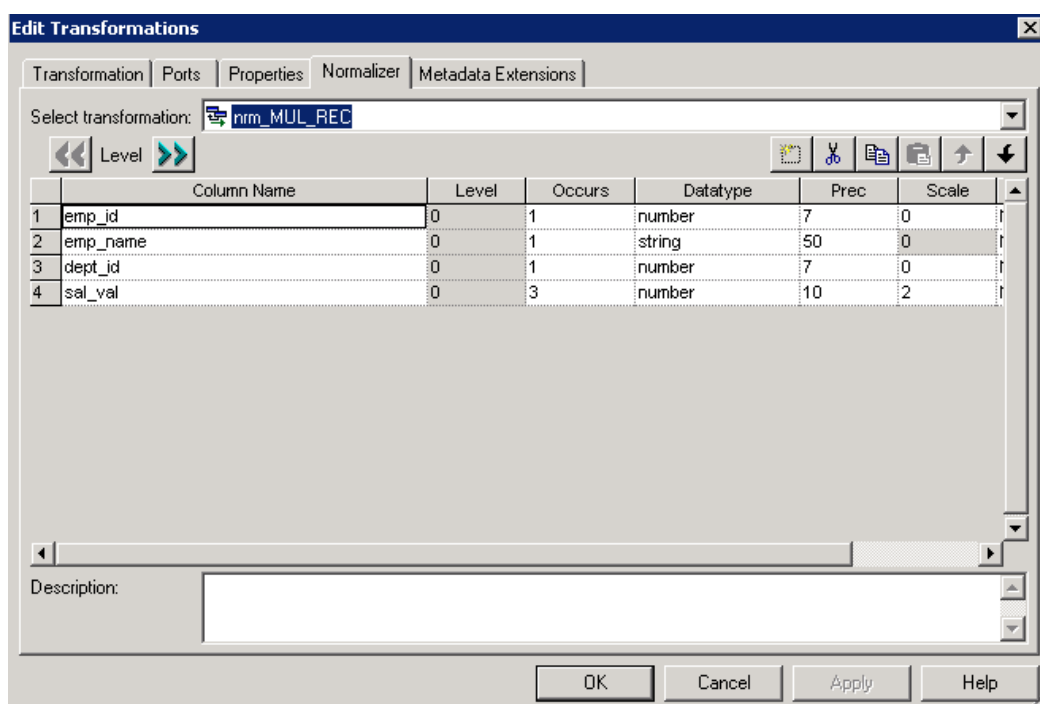 Edit Transformations
Transformation Ports Properties Normalizer Metadata Extensions
Select transformation: nrm_MUL_REC
Level
Column Name Level Occurs Datatype Prec Scale
1 emp_id 0 1 number 7 0
2 emp_name 0 1 string 50 0
3 dept_id 0 1 number 7 0
4 sal_val 0 3 number 10 2
Description:
OK Cancel Apply Help